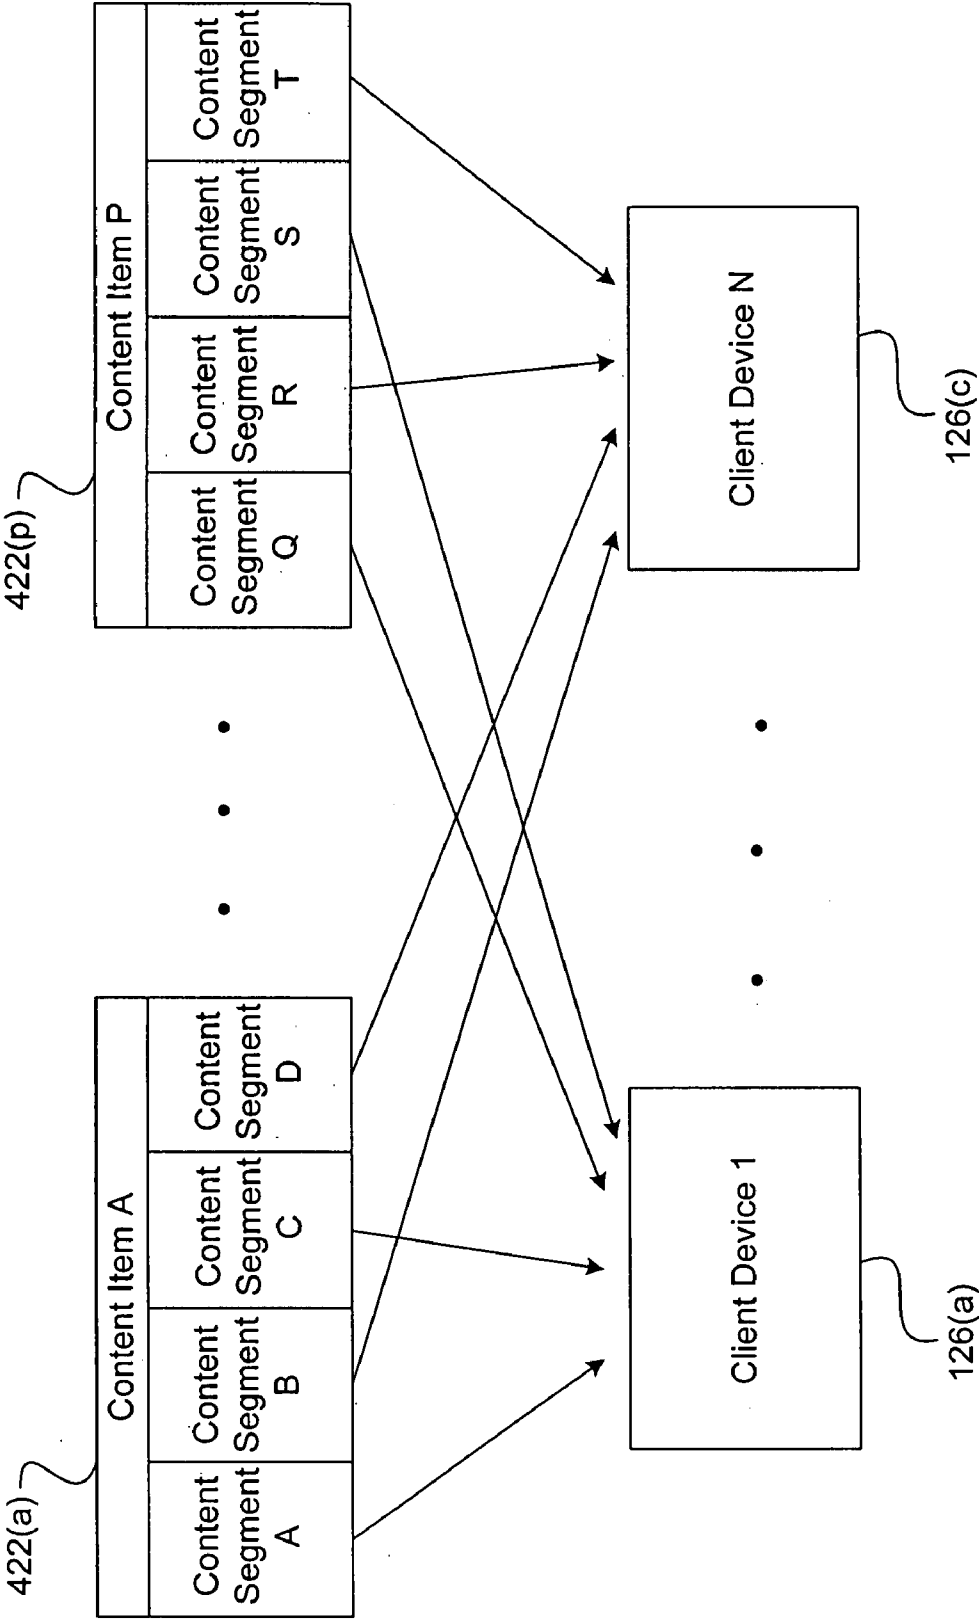 422(a)
422(p)
Content Item A
Content Item P
Content
Segment
A
Content
Segment
B
Content
Segment
C
Content
Segment
D
Content
Segment
Q
Content
Segment
R
Content
Segment
S
Content
Segment
T
Client Device 1
Client Device N
126(a)
126(c)